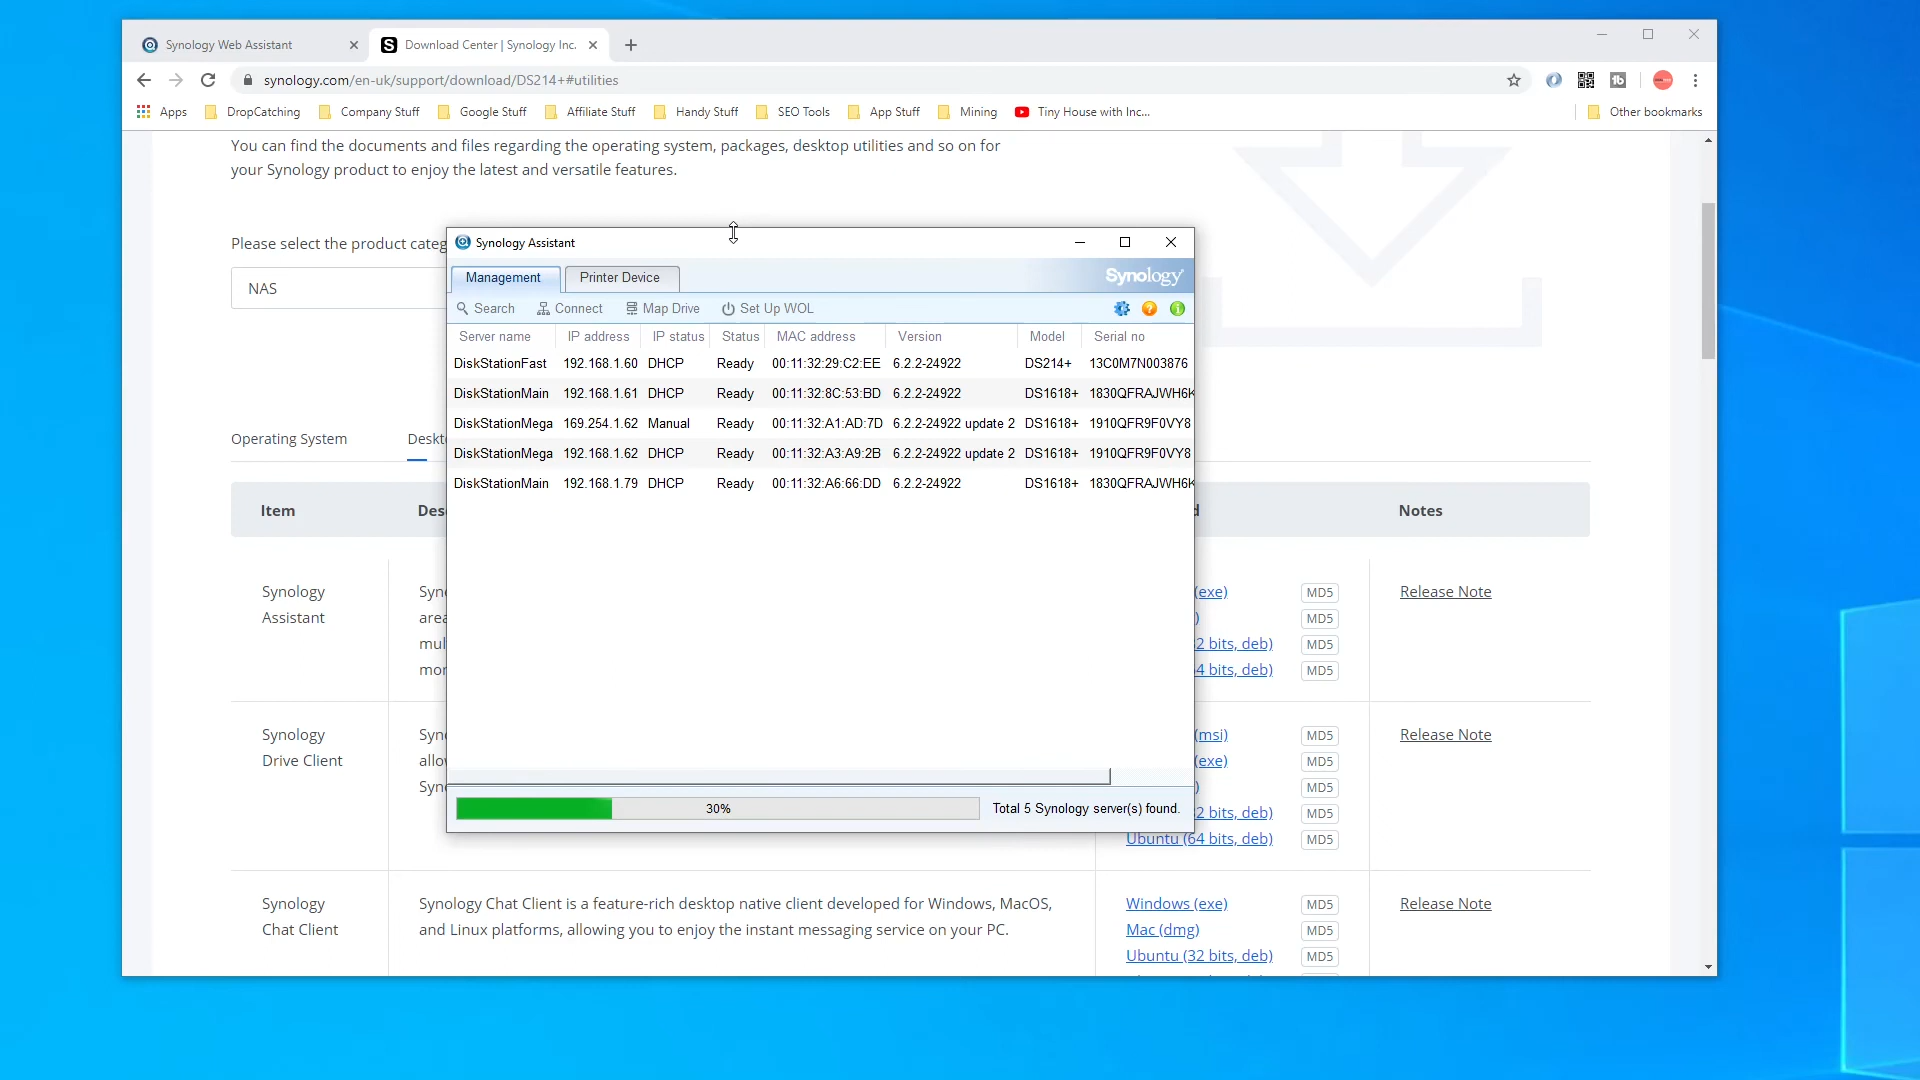 Synology Web Assistant
Download Center | Synology Inc.
synology.com/en-uk/support/download/DS214+#utilities
Apps
DropCatching
Company Stuff
Google Stuff
Affiliate Stuff
Handy Stuff
SEO Tools
App Stuff
Mining
Tiny House with Inc...
Other bookmarks
You can find the documents and files regarding the operating system, packages, desktop utilities and so on for
your Synology product to enjoy the latest and versatile features.
Please select the product categ
NAS
Synology Assistant
Management
Printer Device
Synology
Search
Connect
Map Drive
Set Up WOL
Server name IP address IP status Status MAC address Version Model Serial no
DiskStationFast 192.168.1.60 DHCP Ready 00:11:32:29:C2:EE 6.2.2-24922 DS214+ 13C0M7N003876
DiskStationMain 192.168.1.61 DHCP Ready 00:11:32:8C:53:BD 6.2.2-24922 DS1618+ 1830QFRAJWH6K
DiskStationMega 169.254.1.62 Manual Ready 00:11:32:A1:AD:7D 6.2.2-24922 update 2 DS1618+ 1910QFR9F0VY8
DiskStationMega 192.168.1.62 DHCP Ready 00:11:32:A3:A9:2B 6.2.2-24922 update 2 DS1618+ 1910QFR9F0VY8
DiskStationMain 192.168.1.79 DHCP Ready 00:11:32:A6:66:DD 6.2.2-24922 DS1618+ 1830QFRAJWH6K
30%
Total 5 Synology server(s) found.
Operating System
Deskt
Item Des d Notes
Synology
Assistant
Syn
area
mul
mor
(exe) MD5
) MD5
2 bits, deb) MD5
4 bits, deb) MD5
Release Note
Synology
Drive Client
Syn
allo
Syn
(msi) MD5
(exe) MD5
) MD5
2 bits, deb) MD5
Ubuntu (64 bits, deb) MD5
Release Note
Synology
Chat Client
Synology Chat Client is a feature-rich desktop native client developed for Windows, MacOS,
and Linux platforms, allowing you to enjoy the instant messaging service on your PC.
Windows (exe) MD5
Mac (dmg) MD5
Ubuntu (32 bits, deb) MD5
Release Note